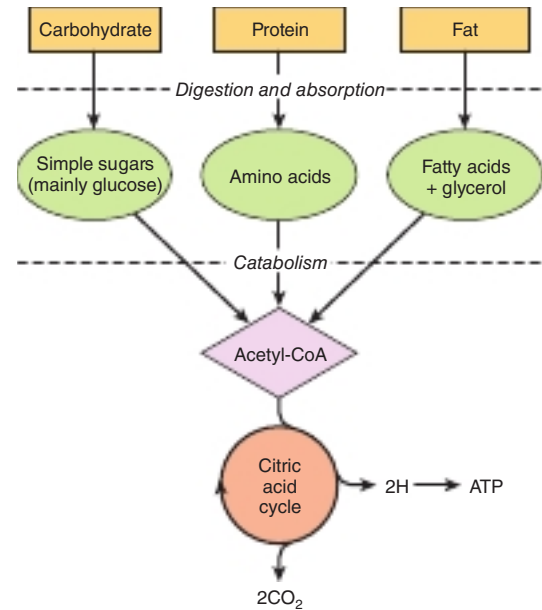 Carbohydrate
Protein
Fat
Digestion and absorption
Simple sugars
(mainly glucose)
Amino acids
Fatty acids
+ glycerol
Catabolism
Acetyl-CoA
Citric
acid
cycle
2H
ATP
2CO₂